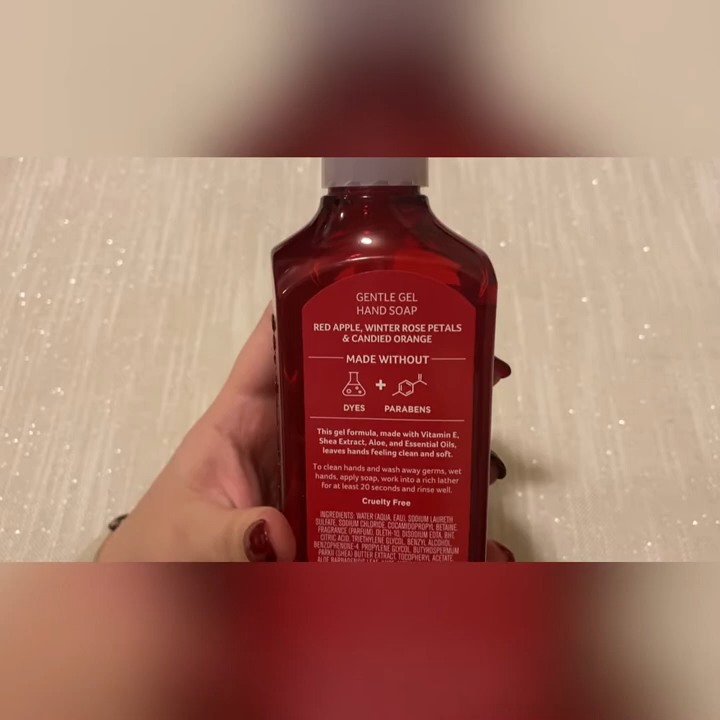 GENTLE GEL
HAND SOAP
RED APPLE, WINTER ROSE PETALS
& CANDIED ORANGE
MADE WITHOUT
+
DYES PARABENS
This gel formula, made with Vitamin E,
Shea Extract, Aloe, and Essential Oils,
leaves hands feeling clean and soft.
To clean hands and wash away germs, wet
hands, apply soap, work into a rich lather
for at least 20 seconds and rinse well.
Cruelty Free
INGREDIENTS: WATER (AQUA, EAU), SODIUM LAURETH
SULFATE, SODIUM CHLORIDE, COCAMIDOPROPYL BETAINE,
FRAGRANCE (PARFUM), OLETH-10, DISODIUM EDTA, BHT,
CITRIC ACID, TRIETHYLENE GLYCOL, BENZYL ALCOHOL,
BENZOPHENONE-4, PROPYLENE GLYCOL, BUTYROSPERMUM
PARKII (SHEA) BUTTER EXTRACT, TOCOPHERYL ACETATE,